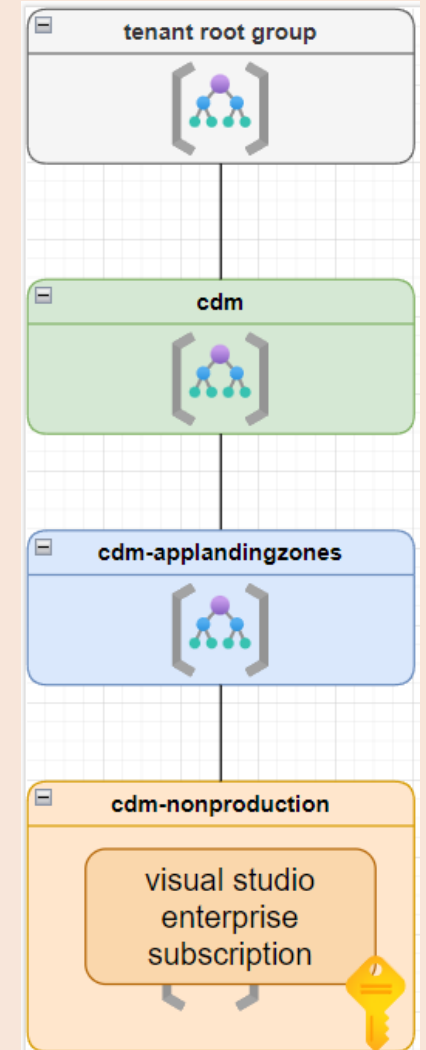 tenant root group
cdm
cdm-applandingzones
cdm-nonproduction
visual studio
enterprise
subscription